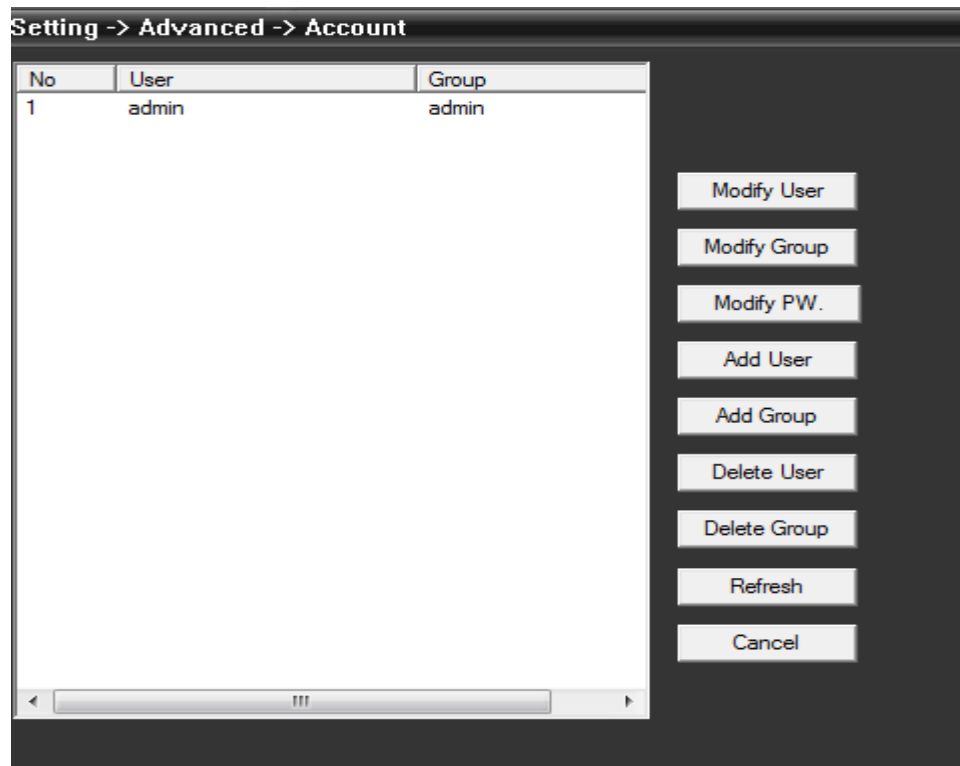 Setting -> Advanced -> Account
No User Group
1 admin admin
Modify User
Modify Group
Modify PW.
Add User
Add Group
Delete User
Delete Group
Refresh
Cancel